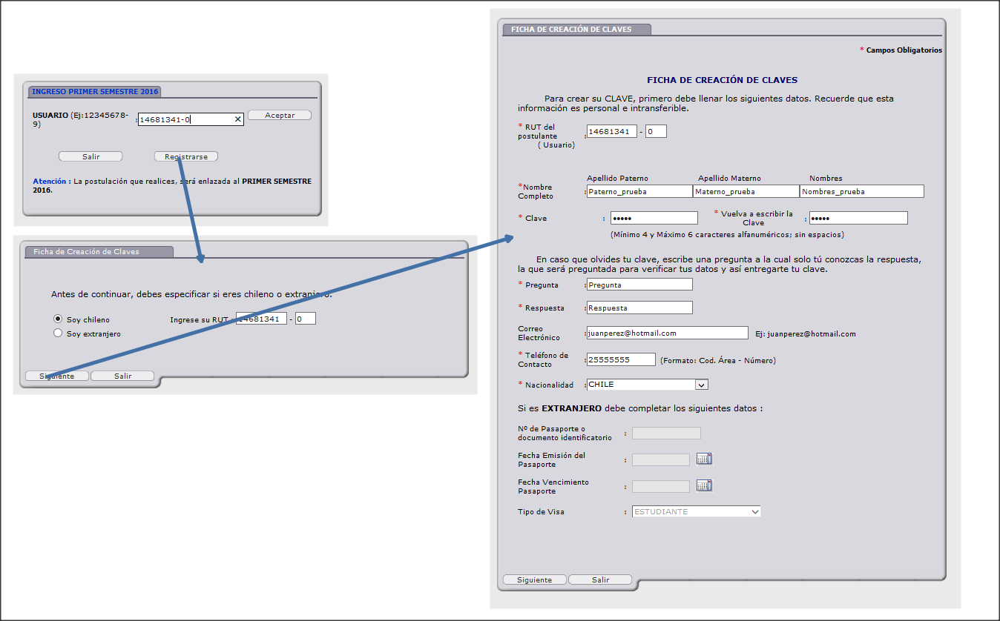 INGRESO PRIMER SEMESTRE 2016
USUARIO (Ej:12345678-
9)
: 14681341-0
Aceptar
Salir
Registrarse
Atención : La postulación que realices, será enlazada al PRIMER SEMESTRE
2016.
Ficha de Creación de Claves
Antes de continuar, debes especificar si eres chileno o extranjero.
Soy chileno
Ingrese su RUT : 14681341 - 0
Soy extranjero
Siguiente
Salir
FICHA DE CREACIÓN DE CLAVES
* Campos Obligatorios
FICHA DE CREACIÓN DE CLAVES
Para crear su CLAVE, primero debe llenar los siguientes datos. Recuerde que esta
información es personal e intransferible.
* RUT del
postulante
( Usuario)
: 14681341 - 0
Apellido Paterno
Apellido Materno
Nombres
*Nombre
Completo
: Paterno_prueba
Materno_prueba
Nombres_prueba
* Clave : •••••
* Vuelva a escribir la
Clave
: •••••
(Mínimo 4 y Máximo 6 caracteres alfanuméricos; sin espacios)
En caso que olvides tu clave, escribe una pregunta a la cual solo tú conozcas la respuesta,
la que será preguntada para verificar tus datos y así entregarte tu clave.
* Pregunta : Pregunta
* Respuesta : Respuesta
Correo
Electrónico
: juanperez@hotmail.com
Ej: juanperez@hotmail.com
* Teléfono de
Contacto
: 25555555
(Formato: Cod. Área - Número)
* Nacionalidad : CHILE
Si es EXTRANJERO debe completar los siguientes datos :
Nº de Pasaporte o
documento identificatorio :
Fecha Emisión del
Pasaporte :
Fecha Vencimiento
Pasaporte :
Tipo de Visa : ESTUDIANTE
Siguiente
Salir